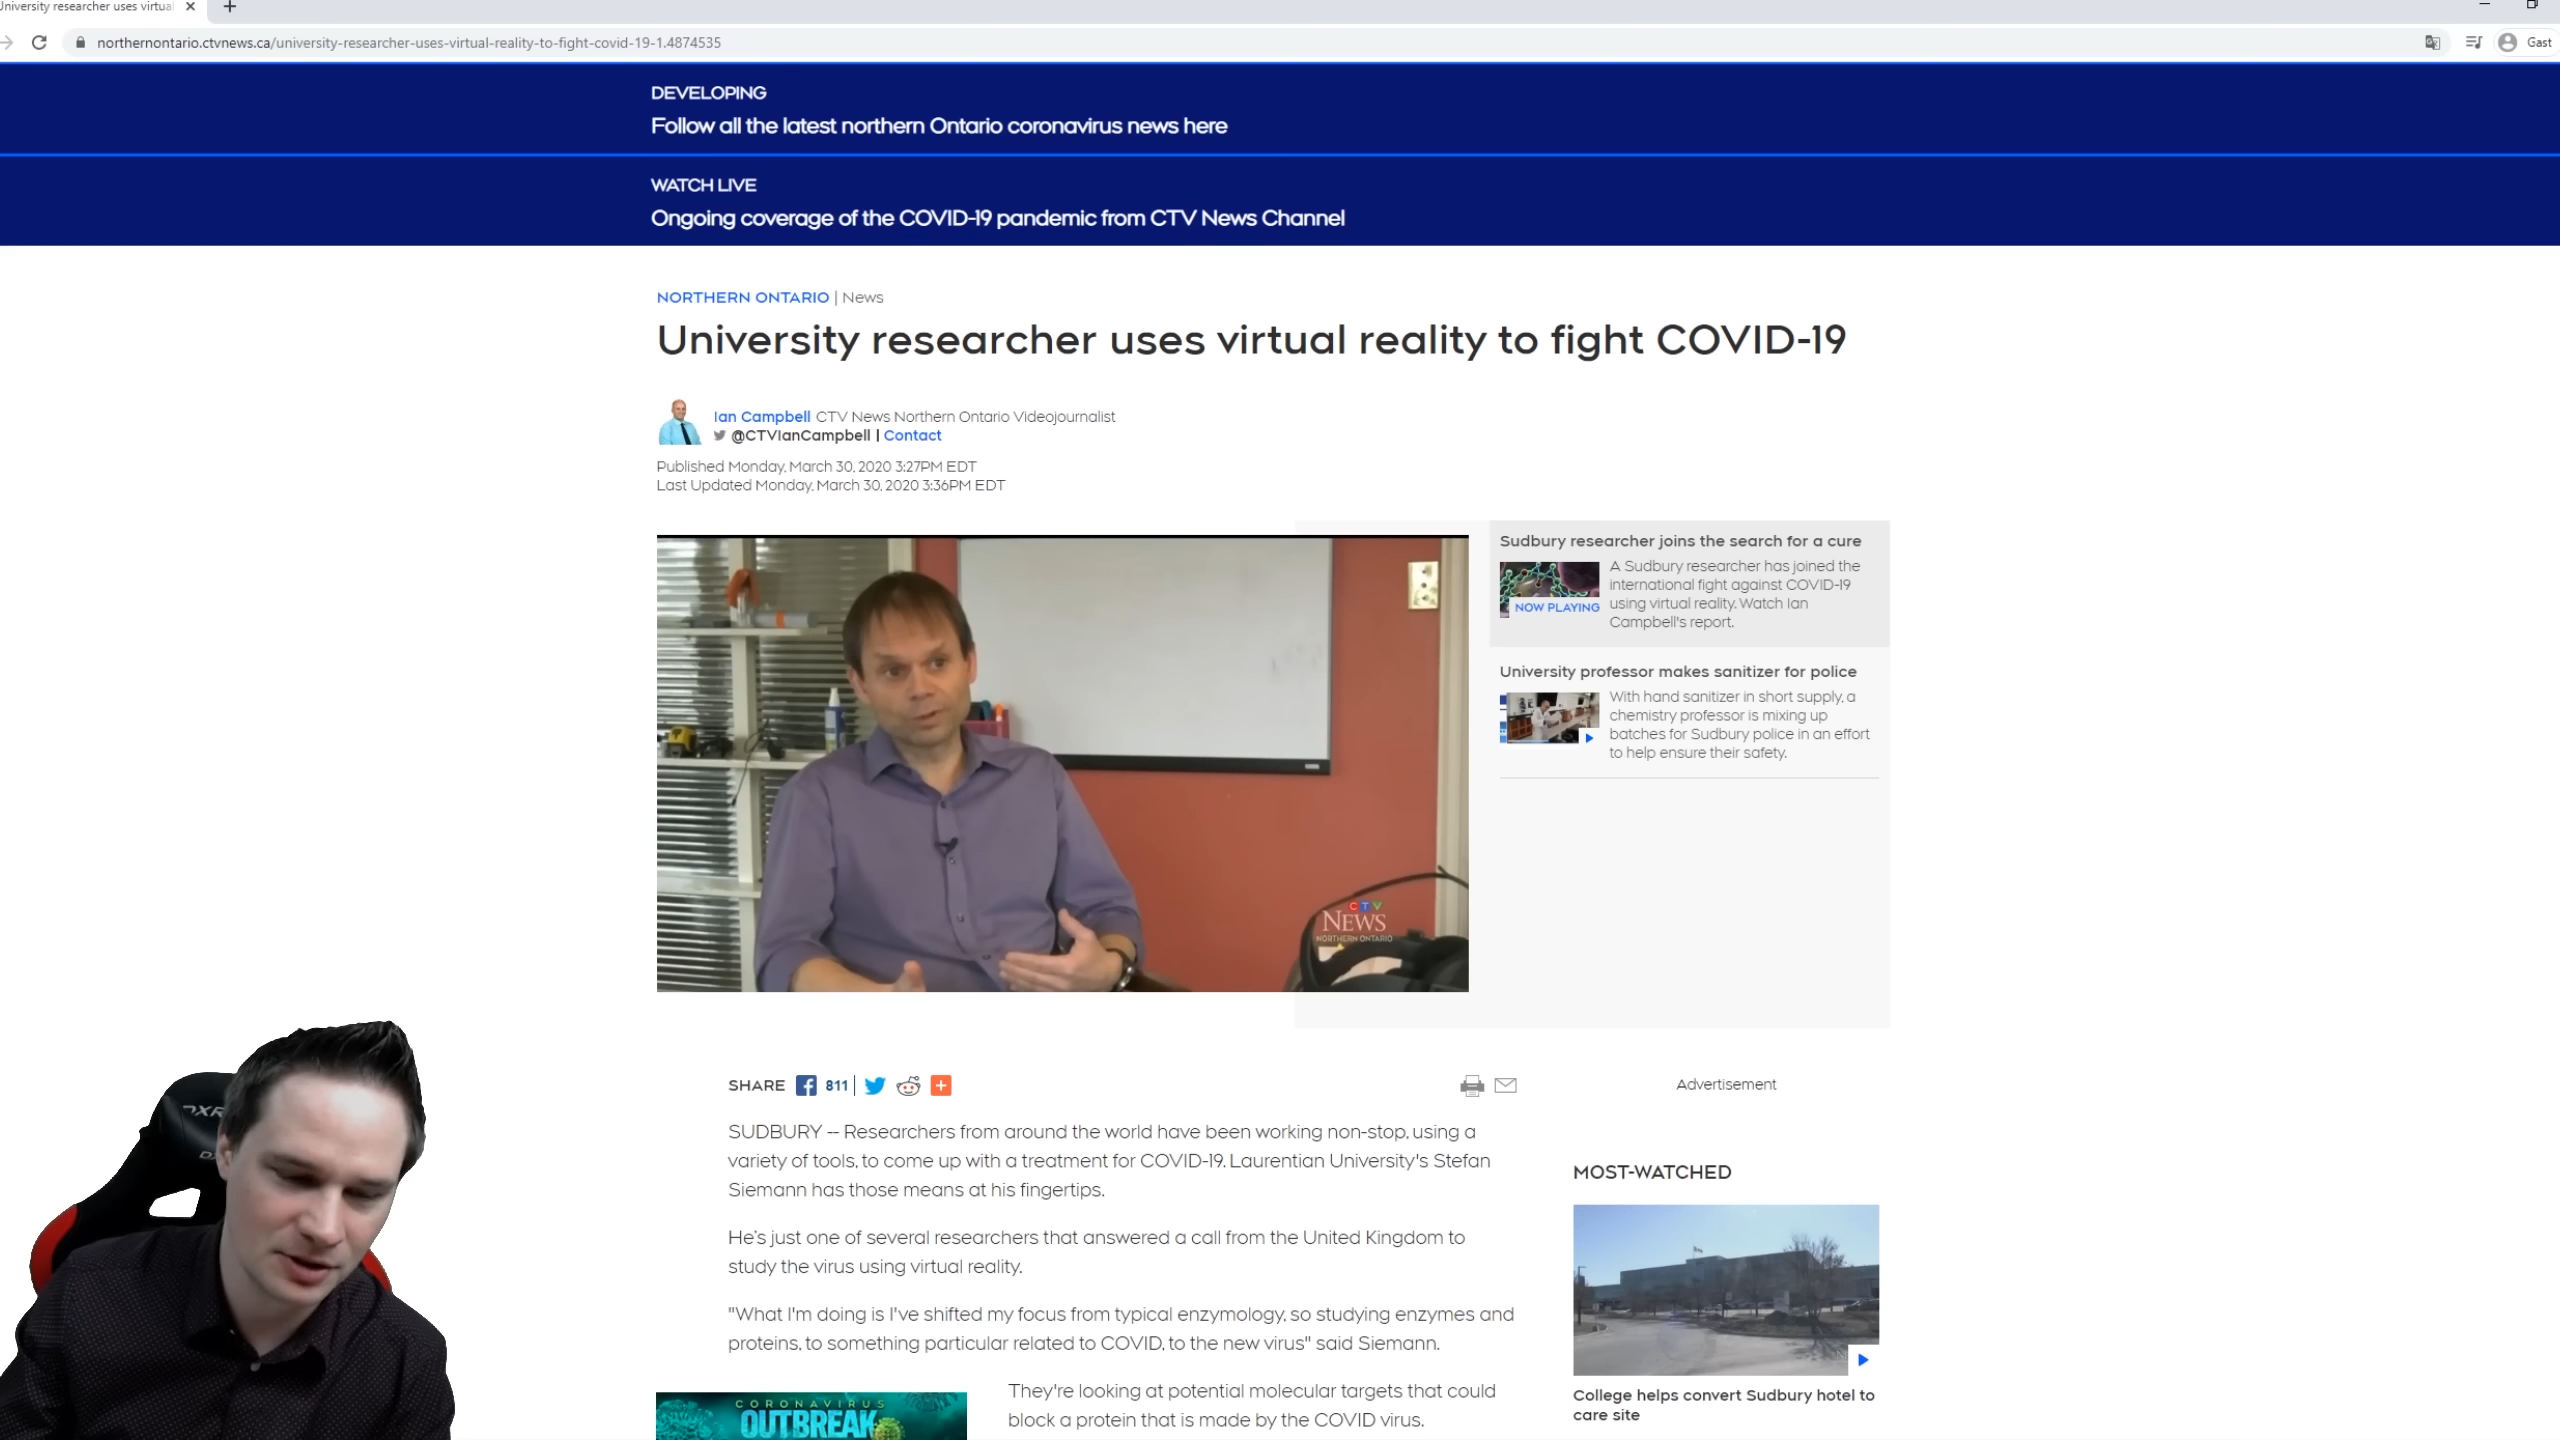 University researcher uses virtua
northernontario.ctvnews.ca/university-researcher-uses-virtual-reality-to-fight-covid-19-1.4874535
Gast
DEVELOPING
Follow all the latest northern Ontario coronavirus news here
WATCH LIVE
Ongoing coverage of the COVID-19 pandemic from CTV News Channel
NORTHERN ONTARIO | News
University researcher uses virtual reality to fight COVID-19
Ian Campbell CTV News Northern Ontario Videojournalist
@CTVIanCampbell | Contact
Published Monday, March 30, 2020 3:27PM EDT
Last Updated Monday, March 30, 2020 3:36PM EDT
CTV
NEWS
NORTHERN ONTARIO
Sudbury researcher joins the search for a cure
NOW PLAYING
A Sudbury researcher has joined the
international fight against COVID-19
using virtual reality. Watch Ian
Campbell's report.
University professor makes sanitizer for police
With hand sanitizer in short supply, a
chemistry professor is mixing up
batches for Sudbury police in an effort
to help ensure their safety.
SHARE 811
SUDBURY -- Researchers from around the world have been working non-stop, using a
variety of tools, to come up with a treatment for COVID-19. Laurentian University's Stefan
Siemann has those means at his fingertips.
He's just one of several researchers that answered a call from the United Kingdom to
study the virus using virtual reality.
"What I'm doing is I've shifted my focus from typical enzymology, so studying enzymes and
proteins, to something particular related to COVID, to the new virus" said Siemann.
They're looking at potential molecular targets that could
block a protein that is made by the COVID virus.
CORONAVIRUS
OUTBREAK
Advertisement
MOST-WATCHED
College helps convert Sudbury hotel to
care site